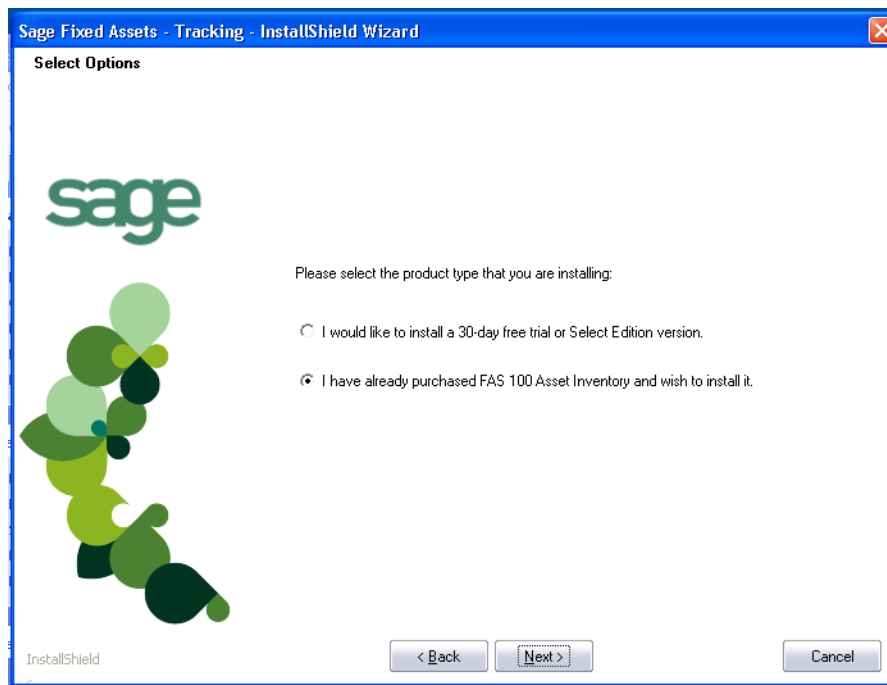 Sage Fixed Assets - Tracking - InstallShield Wizard
Select Options
sage
Please select the product type that you are installing:
I would like to install a 30-day free trial or Select Edition version.
I have already purchased FAS 100 Asset Inventory and wish to install it.
InstallShield
< Back
Next >
Cancel